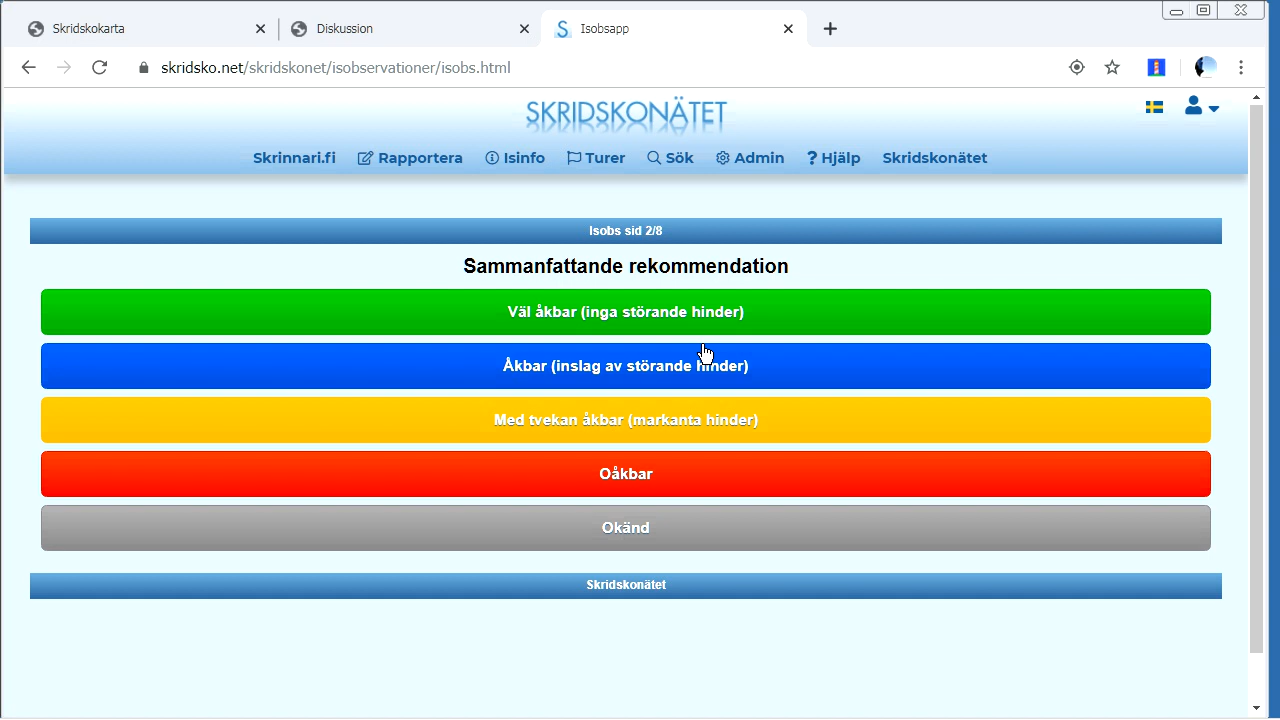 Skridskokarta
Diskussion
Isobsapp
skridsko.net/skridskonet/isobservationer/isobs.html
SKRIDSKONÄTET
Skrinnari.fi Rapportera Isinfo Turer Sök Admin Hjälp Skridskonätet
Isobs sid 2/8
Sammanfattande rekommendation
Väl åkbar (inga störande hinder)
Åkbar (inslag av störande hinder)
Med tvekan åkbar (markanta hinder)
Oåkbar
Okänd
Skridskonätet